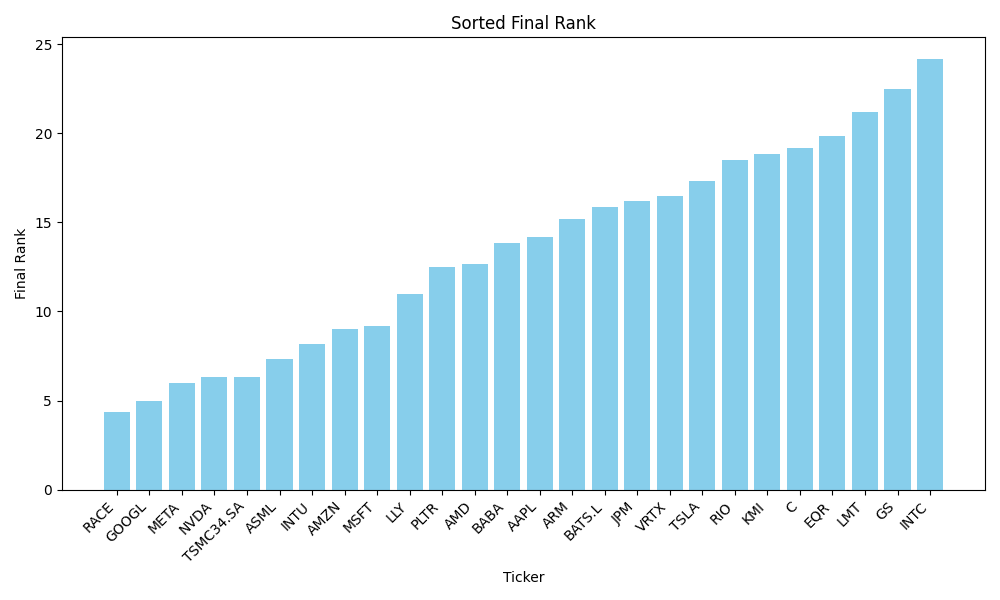 Sorted Final Rank
25
20
15
10
5
0
Final Rank
RACE
GOOGL
META
NVDA
TSMC34.SA
ASML
INTU
AMZN
MSFT
LLY
PLTR
AMD
BABA
AAPL
ARM
BATS.L
JPM
VRTX
TSLA
RIO
KMI
C
EQR
LMT
GS
INTC
Ticker